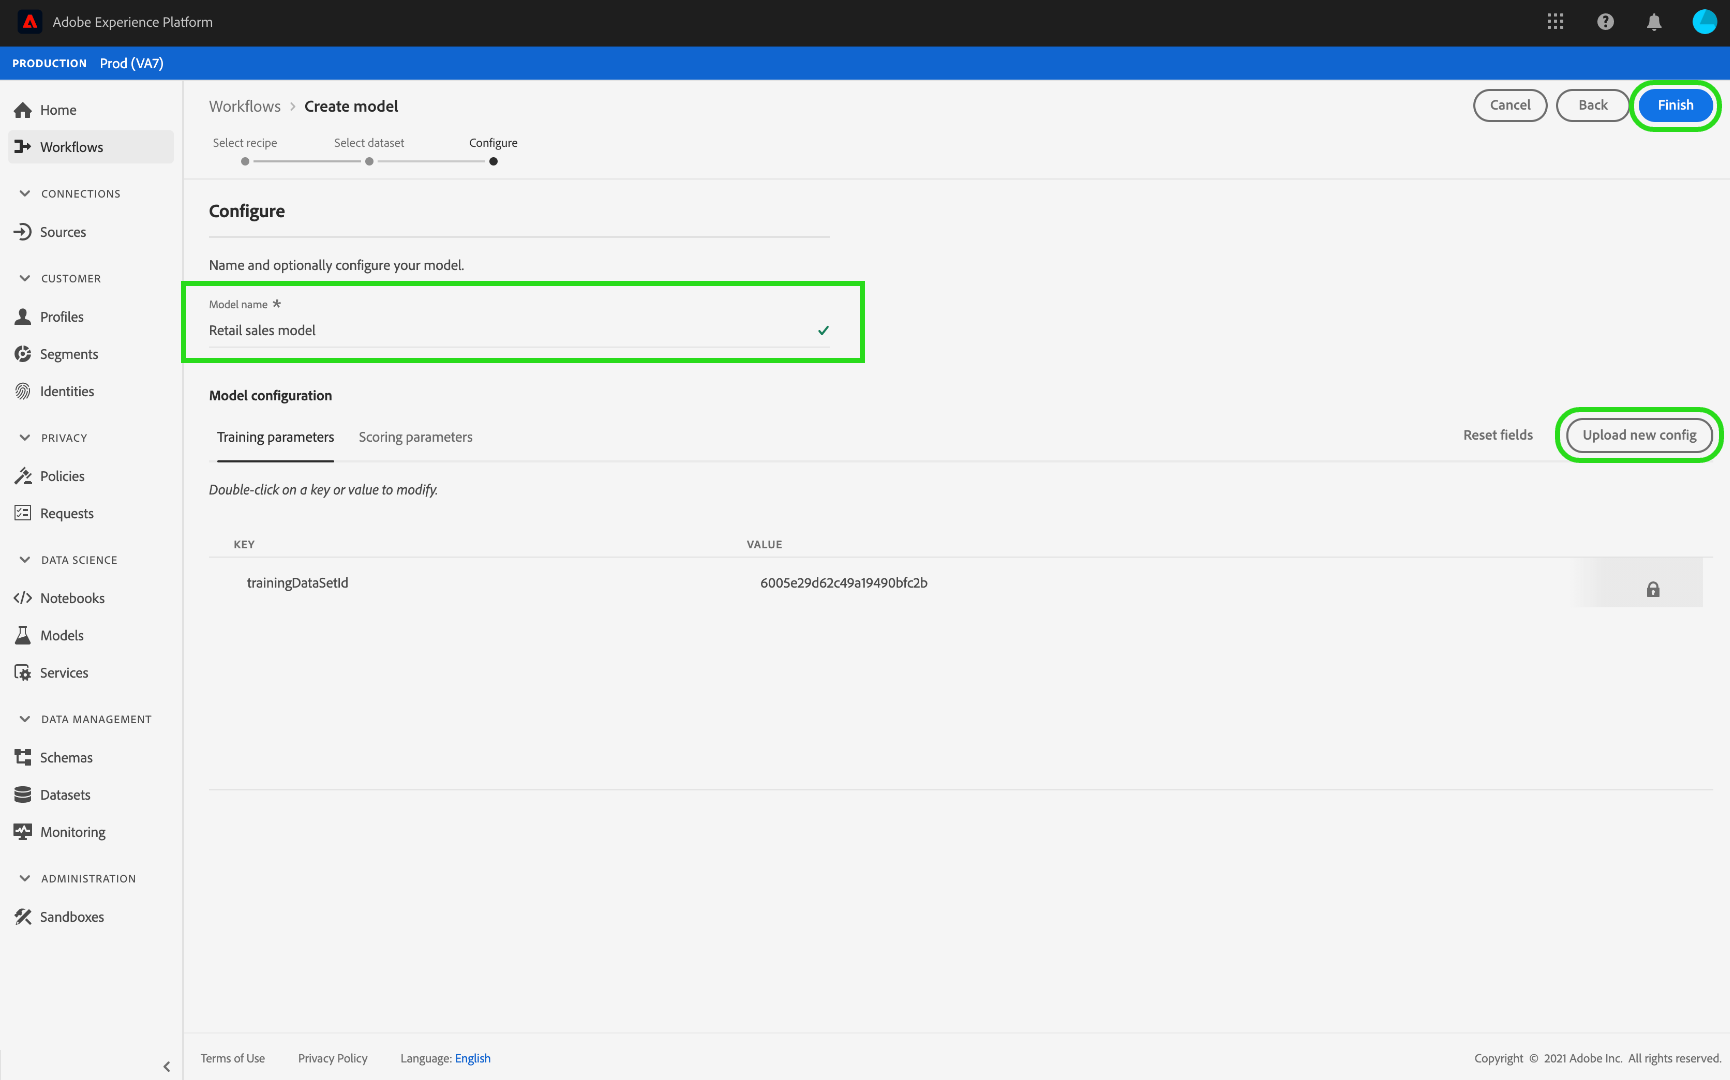 Adobe Experience Platform
PRODUCTION Prod (VA7)
Home
Workflows
CONNECTIONS
Sources
CUSTOMER
Profiles
Segments
Identities
PRIVACY
Policies
Requests
DATA SCIENCE
Notebooks
Models
Services
DATA MANAGEMENT
Schemas
Datasets
Monitoring
ADMINISTRATION
Sandboxes
Workflows > Create model
Cancel Back Finish
Select recipe Select dataset Configure
Configure
Name and optionally configure your model.
Model name *
Retail sales model
Model configuration
Training parameters Scoring parameters Reset fields Upload new config
Double-click on a key or value to modify.
KEY VALUE
trainingDataSetId 6005e29d62c49a19490bfc2b
Terms of Use Privacy Policy Language: English Copyright © 2021 Adobe Inc. All rights reserved.